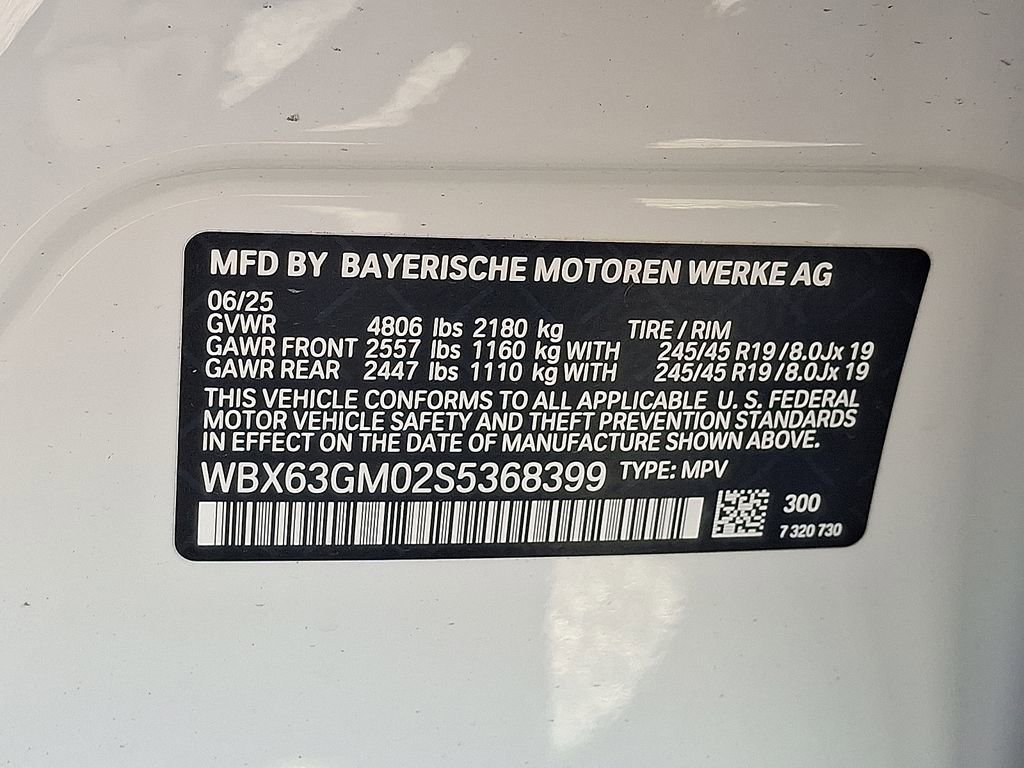 MFD BY BAYERISCHE MOTOREN WERKE AG
06/25
GVWR 4806 lbs 2180 kg TIRE / RIM
GAWR FRONT 2557 lbs 1160 kg WITH 245/45 R19 / 8.0Jx 19
GAWR REAR 2447 lbs 1110 kg WITH 245/45 R19 / 8.0Jx 19
THIS VEHICLE CONFORMS TO ALL APPLICABLE U. S. FEDERAL
MOTOR VEHICLE SAFETY AND THEFT PREVENTION STANDARDS
IN EFFECT ON THE DATE OF MANUFACTURE SHOWN ABOVE.
WBX63GM02S5368399 TYPE: MPV
300
7 320 730